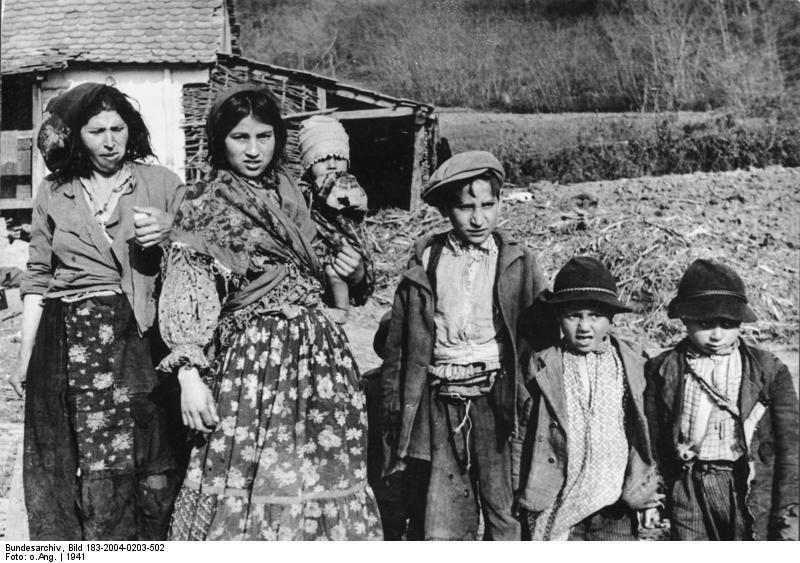 Bundesarchiv, Bild 183-2004-0203-502
Foto: o.Ang. | 1941